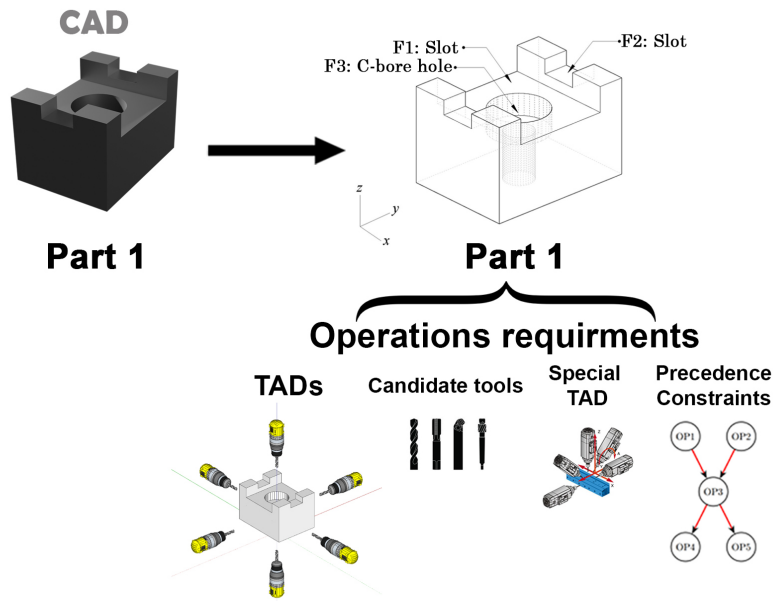 CAD
F1: Slot
F2: Slot
F3: C-bore hole
z
y
x
Part 1
Part 1
Operations requirments
TADs
Candidate tools
Special
TAD
Precedence
Constraints
OP1
OP2
OP3
OP4
OP5